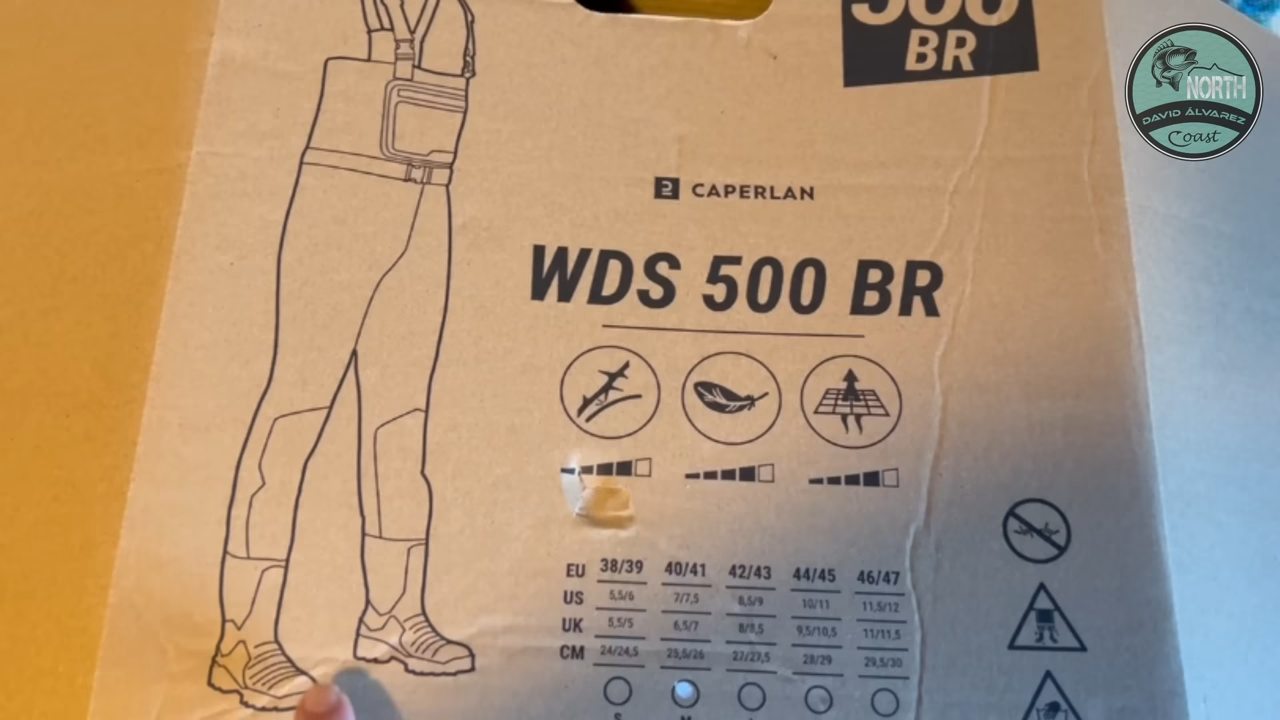 500
BR
NORTH
DAVID ÁLVAREZ
Coast
CAPERLAN
WDS 500 BR
EU 38/39 40/41 42/43 44/45 46/47
US 5,5/6 7/7,5 8,5/9 10/11 11,5/12
UK 5,5/5 6,5/7 8/8,5 9,5/10,5 11/11,5
CM 24/24,5 25,5/26 27/27,5 28/29 29,5/30